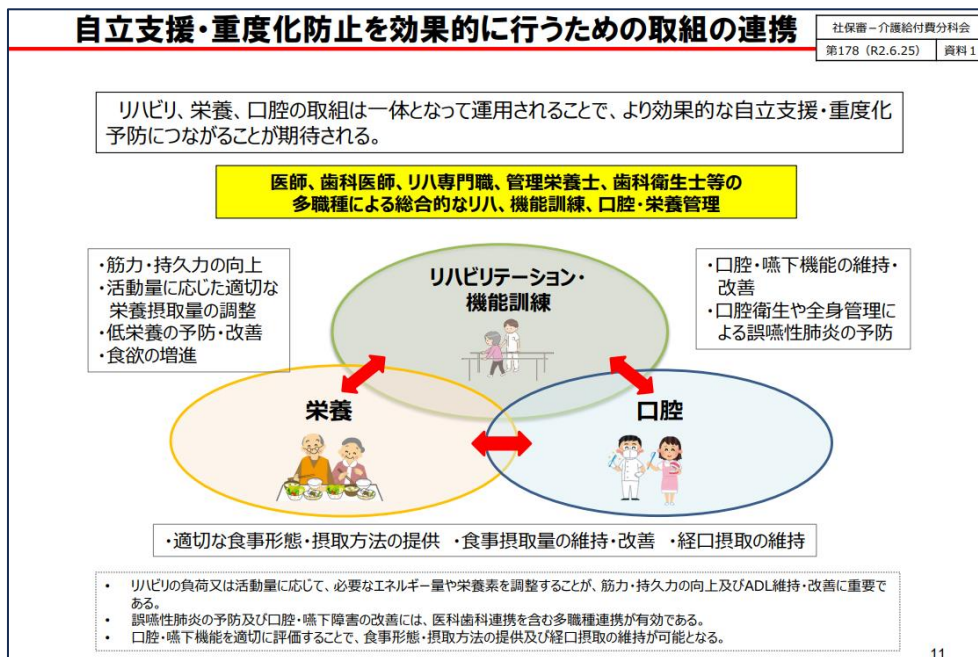 自立支援・重度化防止を効果的に行うための取組の連携
社保審－介護給付費分科会
第178（R2.6.25）
資料１
リハビリ、栄養、口腔の取組は一体となって運用されることで、より効果的な自立支援・重度化
予防につながることが期待される。
医師、歯科医師、リハ専門職、管理栄養士、歯科衛生士等の
多職種による総合的なリハ、機能訓練、口腔・栄養管理
・筋力・持久力の向上
・活動量に応じた適切な
栄養摂取量の調整
・低栄養の予防・改善
・食欲の増進
リハビリテーション・
機能訓練
・口腔・嚥下機能の維持・
改善
・口腔衛生や全身管理に
よる誤嚥性肺炎の予防
栄養
口腔
・適切な食事形態・摂取方法の提供　・食事摂取量の維持・改善　・経口摂取の維持
• リハビリの負荷又は活動量に応じて、必要なエネルギー量や栄養素を調整することが、筋力・持久力の向上及びADL維持・改善に重要で
ある。
• 誤嚥性肺炎の予防及び口腔・嚥下障害の改善には、医科歯科連携を含む多職種連携が有効である。
• 口腔・嚥下機能を適切に評価することで、食事形態・摂取方法の提供及び経口摂取の維持が可能となる。
11